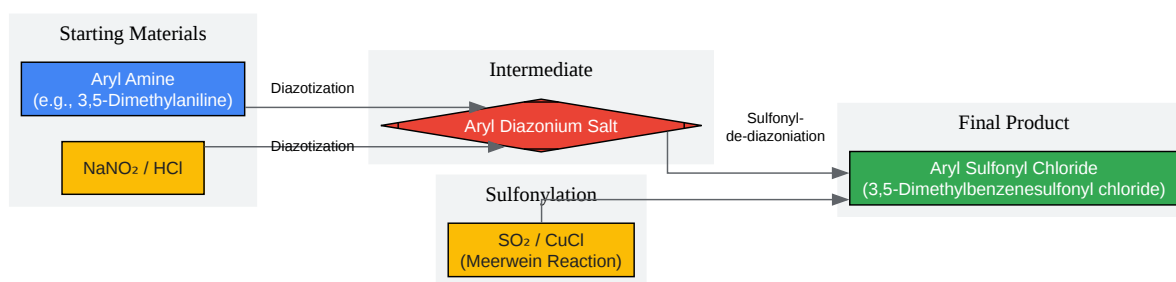 Starting Materials
Aryl Amine
(e.g., 3,5-Dimethylaniline)
NaNO₂ / HCl
Diazotization
Diazotization
Intermediate
Aryl Diazonium Salt
Sulfonylation
SO₂ / CuCl
(Meerwein Reaction)
Sulfonyl-
de-diazoniation
Final Product
Aryl Sulfonyl Chloride
(3,5-Dimethylbenzenesulfonyl chloride)